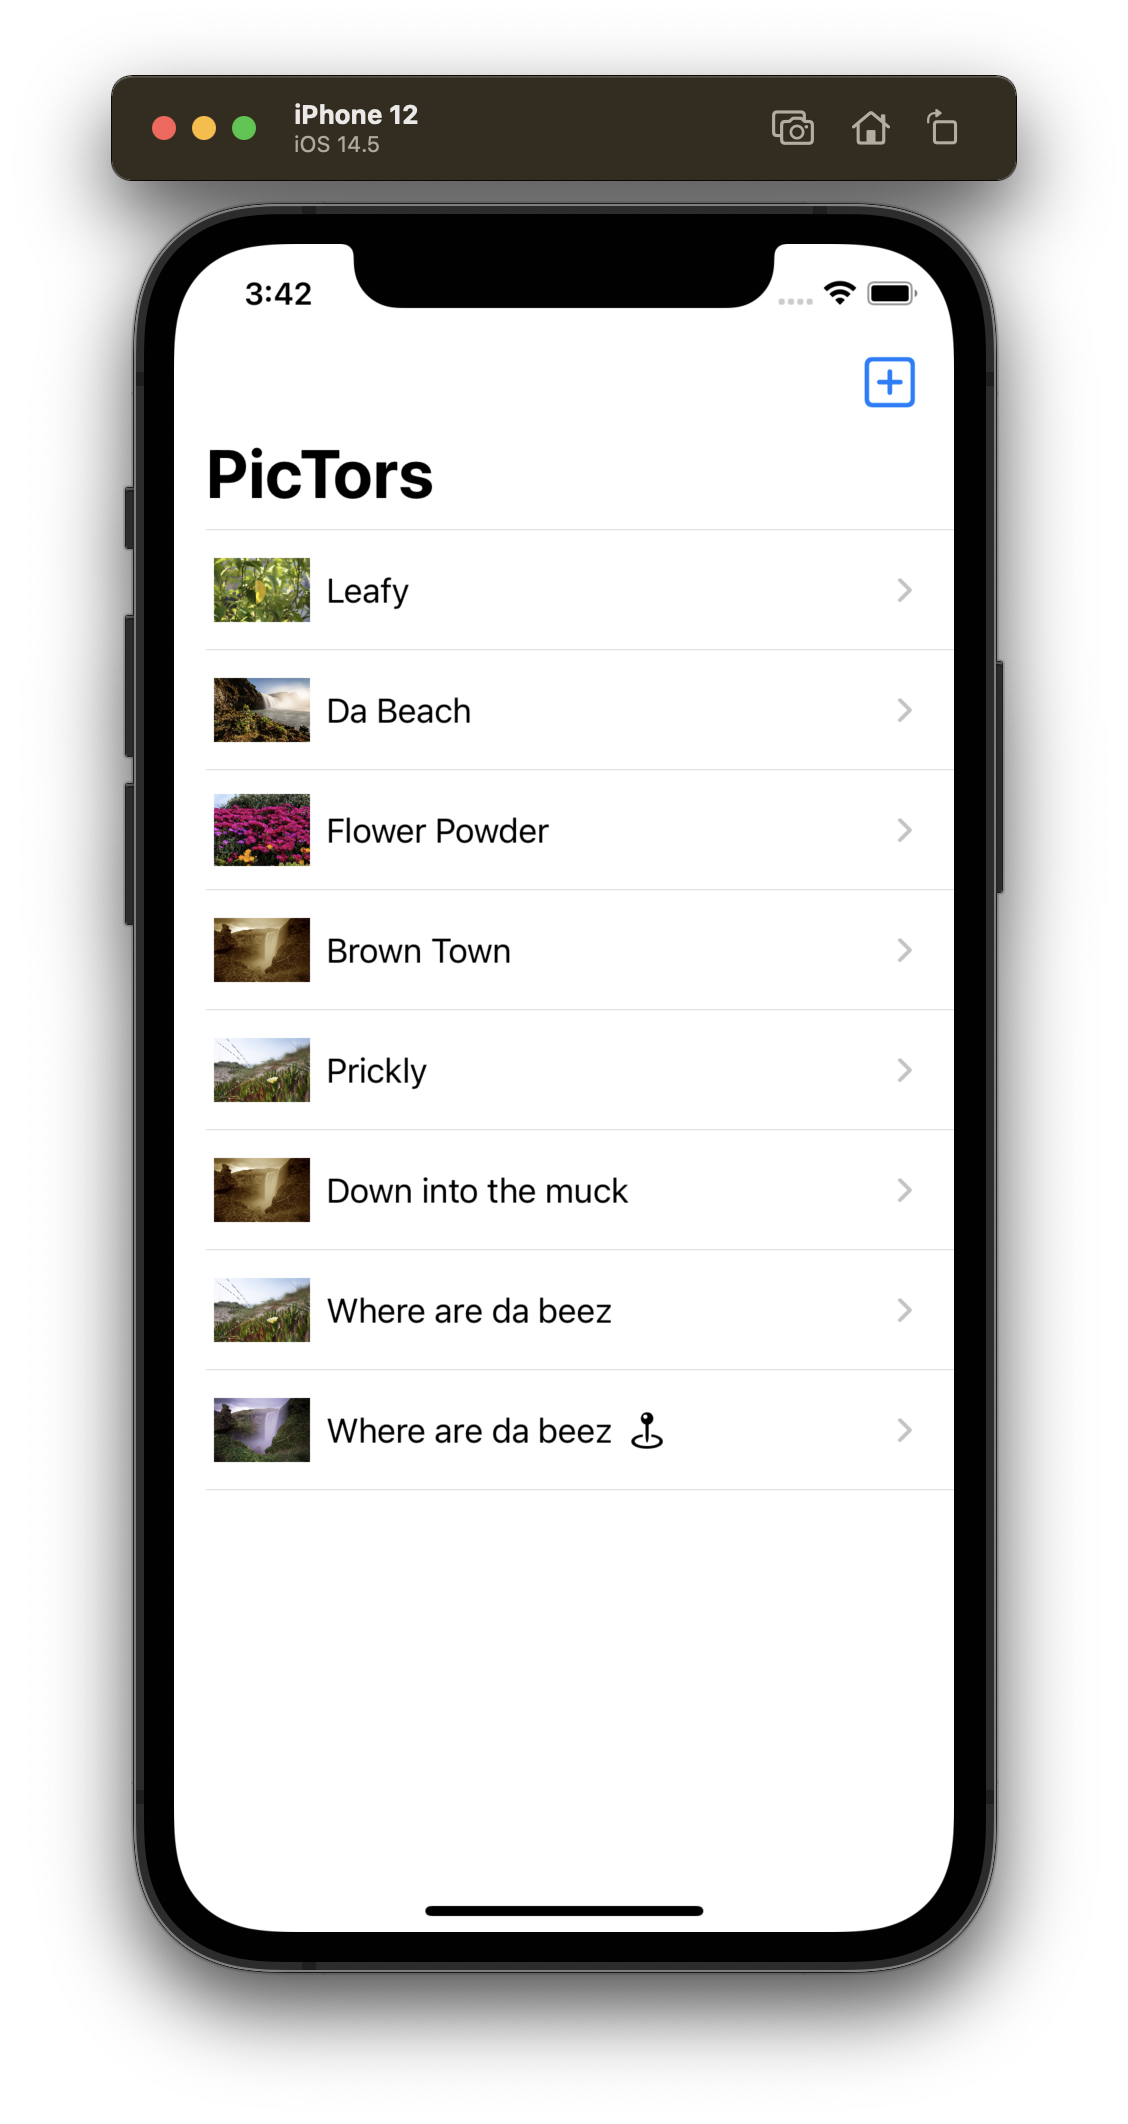 iPhone 12
iOS 14.5
3:42
PicTors
Leafy
Da Beach
Flower Powder
Brown Town
Prickly
Down into the muck
Where are da beez
Where are da beez